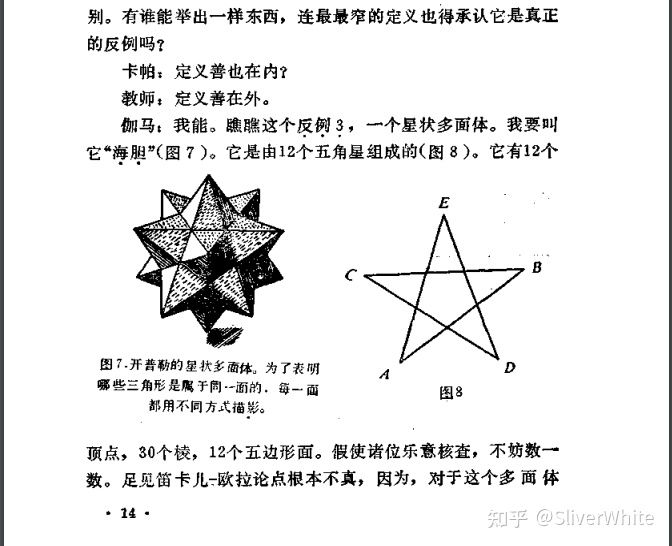 别。有谁能举出一样东西,连最最窄的定义也得承认它是真正
的反例吗?
卡帕:定义善也在内?
教师:定义善在外。
伽马:我能。瞧瞧这个反例3,一个星状多面体。我要叫
它“海胆”(图7)。它是由12个五角星组成的(图8)。它有12个
E
C
B
A
D
图7.开普勒的星状多面体。为了表明
哪些三角形是属于同一面的,每一面
都用不同方式描影。
图8
顶点,30个棱,12个五边形面。假使诸位乐意核查,不妨数一
数。足见笛卡儿-欧拉论点根本不真,因为,对于这个多面体
· 14 ·
知乎 @SliverWhite